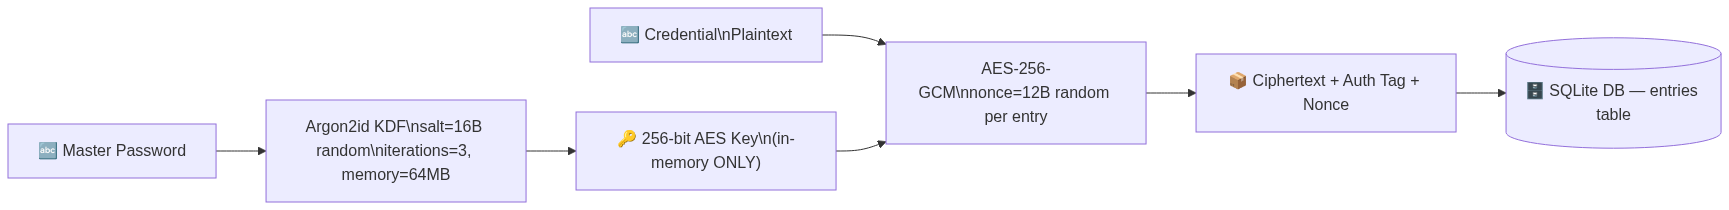 🔤 Master Password
Argon2id KDF\nsalt=16B
random\niterations=3,
memory=64MB
🔤 Credential\nPlaintext
🔑 256-bit AES Key\n(in-
memory ONLY)
AES-256-
GCM\nnonce=12B random
per entry
📦 Ciphertext + Auth Tag +
Nonce
🗄️ SQLite DB — entries
table